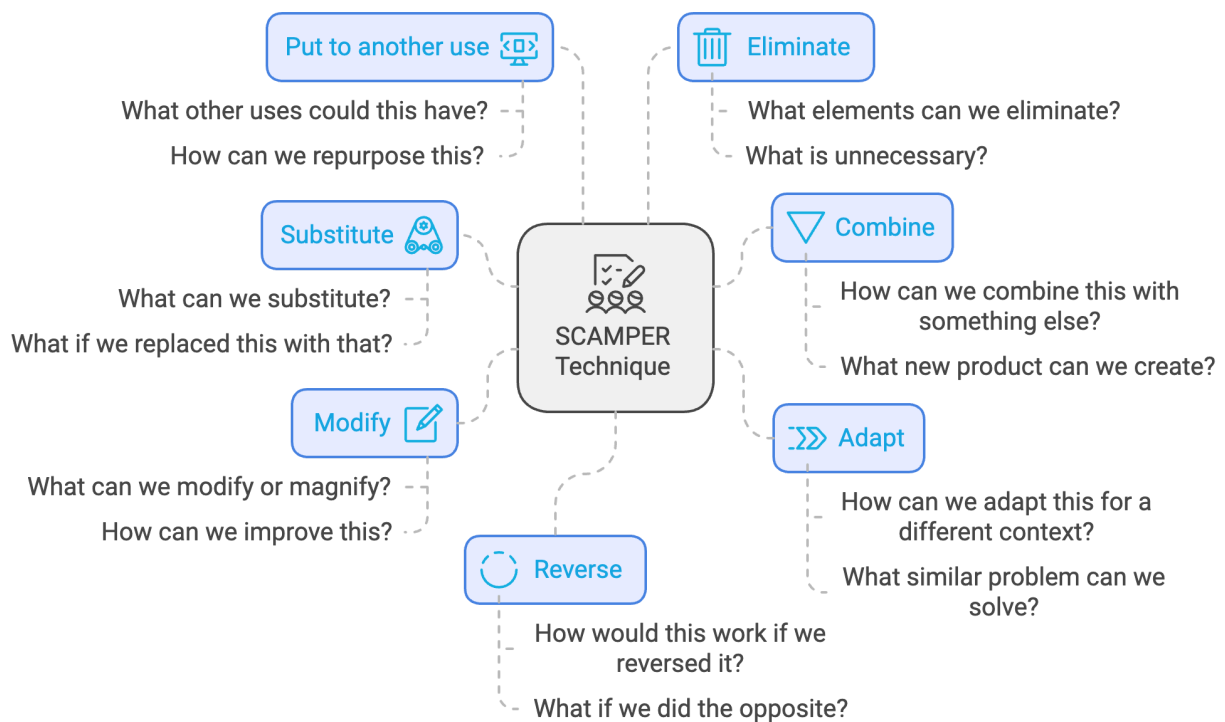 Put to another use
What other uses could this have?
How can we repurpose this?
Eliminate
What elements can we eliminate?
What is unnecessary?
Substitute
What can we substitute?
What if we replaced this with that?
Combine
How can we combine this with
something else?
What new product can we create?
SCAMPER
Technique
Modify
What can we modify or magnify?
How can we improve this?
Adapt
How can we adapt this for a
different context?
What similar problem can we
solve?
Reverse
How would this work if we
reversed it?
What if we did the opposite?